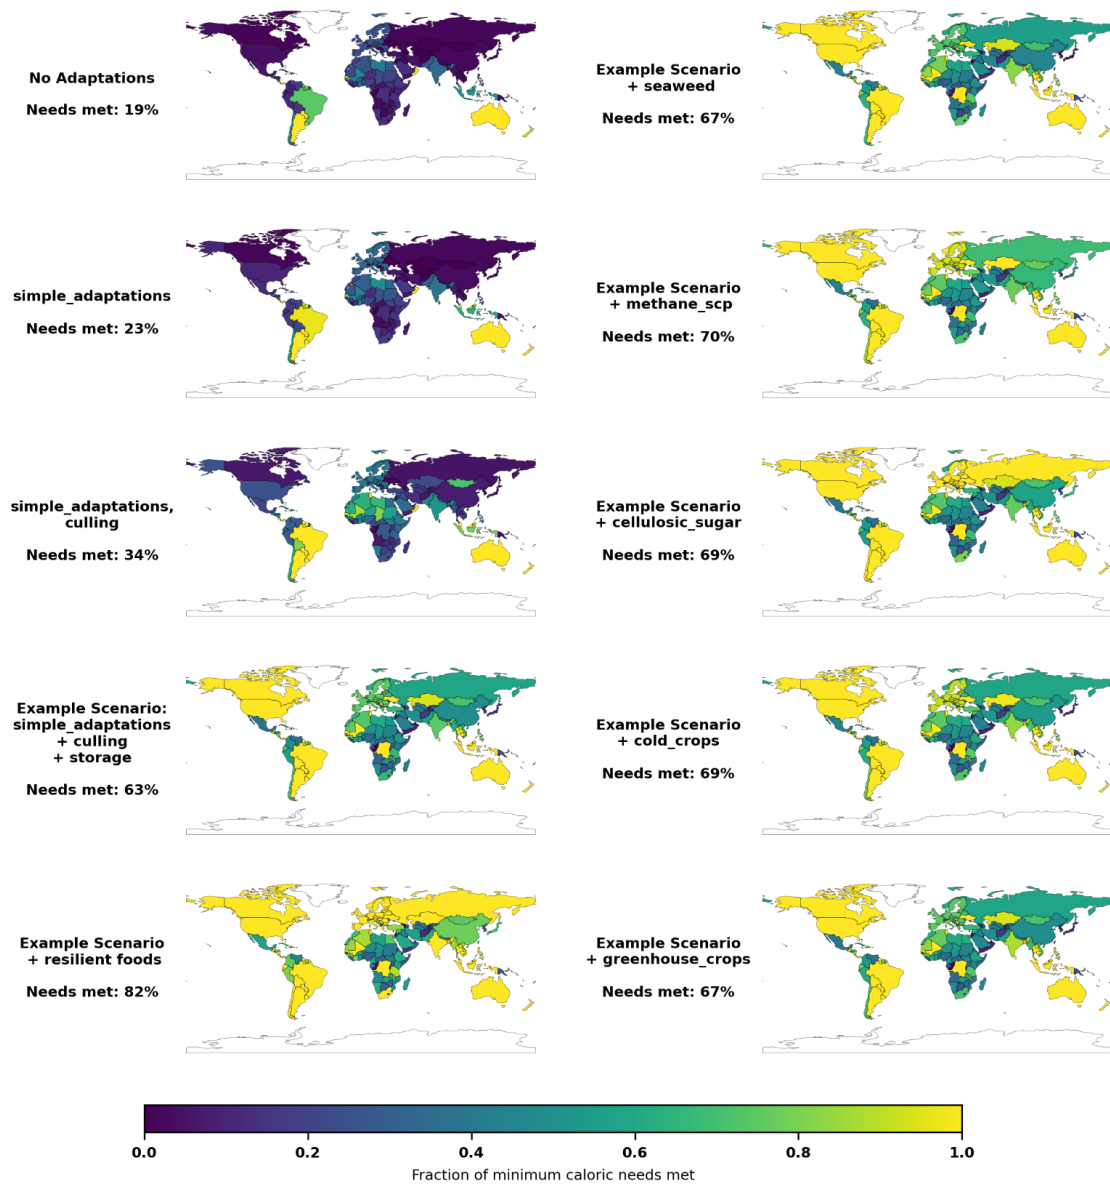 No Adaptations
Needs met: 19%
Example Scenario
+ seaweed
Needs met: 67%
simple_adaptations
Needs met: 23%
Example Scenario
+ methane_scp
Needs met: 70%
simple_adaptations,
culling
Needs met: 34%
Example Scenario
+ cellulosic_sugar
Needs met: 69%
Example Scenario:
simple_adaptations
+ culling
+ storage
Needs met: 63%
Example Scenario
+ cold_crops
Needs met: 69%
Example Scenario
+ resilient foods
Needs met: 82%
Example Scenario
+ greenhouse_crops
Needs met: 67%
0.0 0.2 0.4 0.6 0.8 1.0
Fraction of minimum caloric needs met